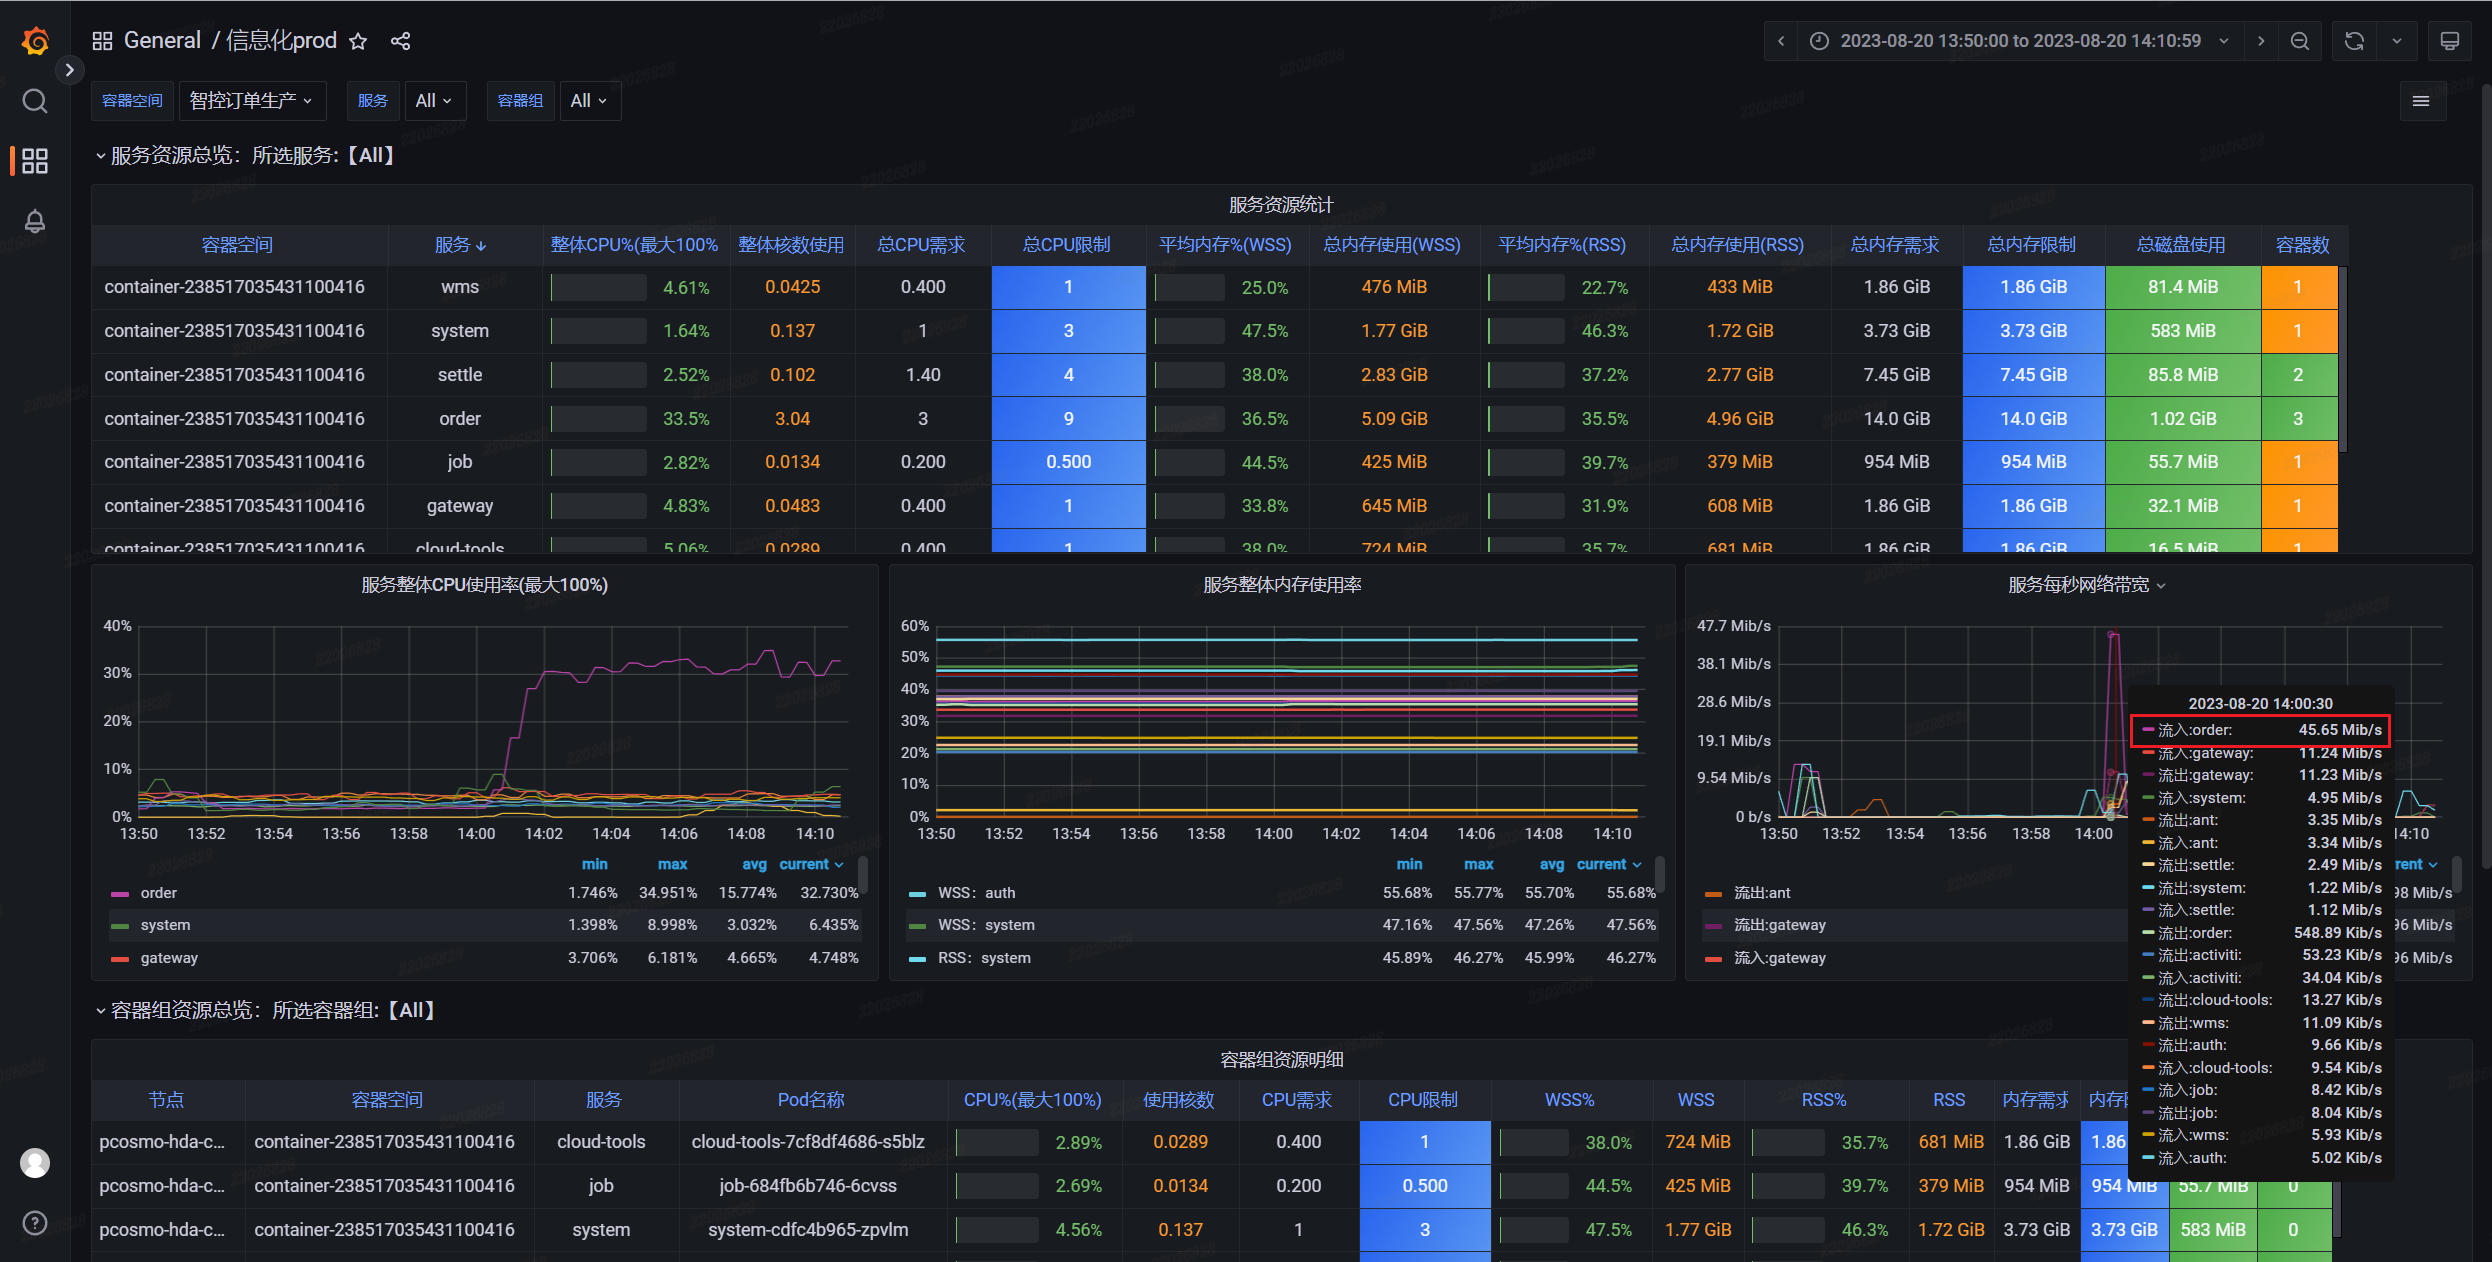 General / 信息化prod
2023-08-20 13:50:00 to 2023-08-20 14:10:59
容器空间 智控订单生产 服务 All 容器组 All
服务资源总览：所选服务:【All】
服务资源统计
容器空间 服务 整体CPU%(最大100% 整体核数使用 总CPU需求 总CPU限制 平均内存%(WSS) 总内存使用(WSS) 平均内存%(RSS) 总内存使用(RSS) 总内存需求 总内存限制 总磁盘使用 容器数
container-238517035431100416 wms 4.61% 0.0425 0.400 1 25.0% 476 MiB 22.7% 433 MiB 1.86 GiB 1.86 GiB 81.4 MiB 1
container-238517035431100416 system 1.64% 0.137 1 3 47.5% 1.77 GiB 46.3% 1.72 GiB 3.73 GiB 3.73 GiB 583 MiB 1
container-238517035431100416 settle 2.52% 0.102 1.40 4 38.0% 2.83 GiB 37.2% 2.77 GiB 7.45 GiB 7.45 GiB 85.8 MiB 2
container-238517035431100416 order 33.5% 3.04 3 9 36.5% 5.09 GiB 35.5% 4.96 GiB 14.0 GiB 14.0 GiB 1.02 GiB 3
container-238517035431100416 job 2.82% 0.0134 0.200 0.500 44.5% 425 MiB 39.7% 379 MiB 954 MiB 954 MiB 55.7 MiB 1
container-238517035431100416 gateway 4.83% 0.0483 0.400 1 33.8% 645 MiB 31.9% 608 MiB 1.86 GiB 1.86 GiB 32.1 MiB 1
container-238517035431100416 cloud-tools 5.06% 0.0289 0.400 1 38.0% 724 MiB 35.7% 681 MiB 1.86 GiB 1.86 GiB 16.5 MiB 1
服务整体CPU使用率(最大100%)
40%
30%
20%
10%
0%
13:50 13:52 13:54 13:56 13:58 14:00 14:02 14:04 14:06 14:08 14:10
min max avg current
order 1.746% 34.951% 15.774% 32.730%
system 1.398% 8.998% 3.032% 6.435%
gateway 3.706% 6.181% 4.665% 4.748%
服务整体内存使用率
60%
50%
40%
30%
20%
10%
0%
13:50 13:52 13:54 13:56 13:58 14:00 14:02 14:04 14:06 14:08 14:10
min max avg current
WSS：auth 55.68% 55.77% 55.70% 55.68%
WSS：system 47.16% 47.56% 47.26% 47.56%
RSS：system 45.89% 46.27% 45.99% 46.27%
服务每秒网络带宽
47.7 Mib/s
38.1 Mib/s
28.6 Mib/s
19.1 Mib/s
9.54 Mib/s
0 b/s
13:50 13:52 13:54 13:56 13:58 14:00 14:10
rent
流出:ant 98 Mib/s
流出:gateway 96 Mib/s
流入:gateway 96 Mib/s
2023-08-20 14:00:30
流入:order: 45.65 Mib/s
流入:gateway: 11.24 Mib/s
流出:gateway: 11.23 Mib/s
流入:system: 4.95 Mib/s
流出:ant: 3.35 Mib/s
流入:ant: 3.34 Mib/s
流出:settle: 2.49 Mib/s
流出:system: 1.22 Mib/s
流入:settle: 1.12 Mib/s
流出:order: 548.89 Kib/s
流出:activiti: 53.23 Kib/s
流入:activiti: 34.04 Kib/s
流出:cloud-tools: 13.27 Kib/s
流出:wms: 11.09 Kib/s
流出:auth: 9.66 Kib/s
流入:cloud-tools: 9.54 Kib/s
流入:job: 8.42 Kib/s
流出:job: 8.04 Kib/s
流入:wms: 5.93 Kib/s
流入:auth: 5.02 Kib/s
容器组资源总览：所选容器组:【All】
容器组资源明细
节点 容器空间 服务 Pod名称 CPU%(最大100%) 使用核数 CPU需求 CPU限制 WSS% WSS RSS% RSS 内存需求
pcosmo-hda-c... container-238517035431100416 cloud-tools cloud-tools-7cf8df4686-s5blz 2.89% 0.0289 0.400 1 38.0% 724 MiB 35.7% 681 MiB 1.86 GiB 1.86
pcosmo-hda-c... container-238517035431100416 job job-684fb6b746-6cvss 2.69% 0.0134 0.200 0.500 44.5% 425 MiB 39.7% 379 MiB 954 MiB 954 MiB 55.7 MiB 0
pcosmo-hda-c... container-238517035431100416 system system-cdfc4b965-zpvlm 4.56% 0.137 1 3 47.5% 1.77 GiB 46.3% 1.72 GiB 3.73 GiB 3.73 GiB 583 MiB 0